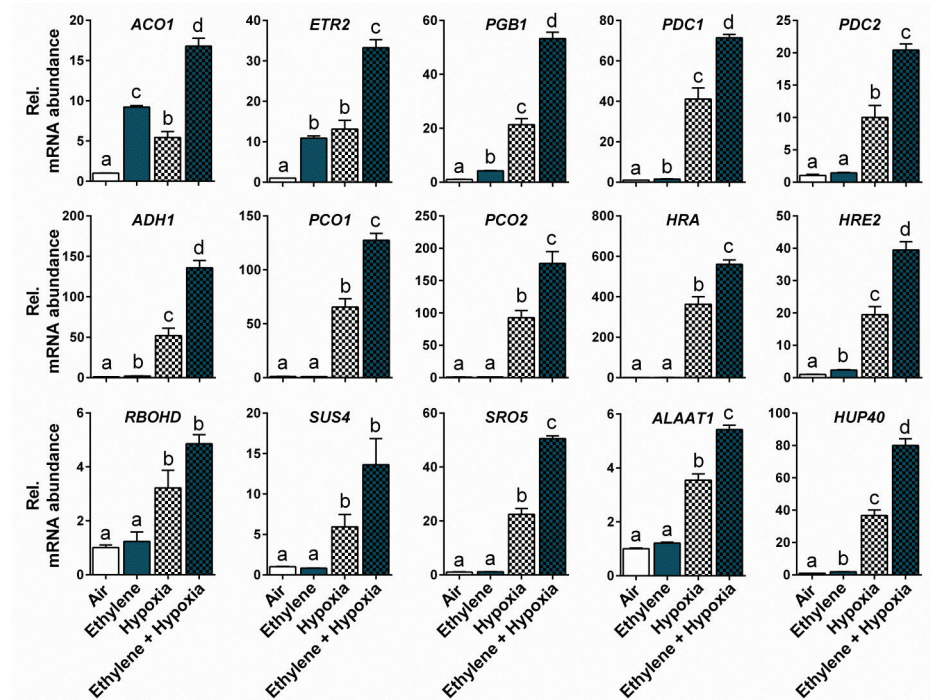 ACO1 ETR2 PGB1 PDC1 PDC2
Rel.
mRNA abundance
20
15
10
5
0
a c b d
40
30
20
10
0
a b b c
60
40
20
0
a b c d
80
60
40
20
0
a b c d
25
20
15
10
5
0
a a b c
ADH1 PCO1 PCO2 HRA HRE2
Rel.
mRNA abundance
200
150
100
50
0
a b c d
150
100
50
0
a a b c
250
200
150
100
50
0
a a b c
800
600
400
200
0
a a b c
50
40
30
20
10
0
a b c d
RBOHD SUS4 SRO5 ALAAT1 HUP40
Rel.
mRNA abundance
6
4
2
0
a a b b
20
15
10
5
0
a a b b
60
40
20
0
a a b c
6
4
2
0
a a b c
100
80
60
40
20
0
a b c d
Air
Ethylene
Hypoxia
Ethylene + Hypoxia
Air
Ethylene
Hypoxia
Ethylene + Hypoxia
Air
Ethylene
Hypoxia
Ethylene + Hypoxia
Air
Ethylene
Hypoxia
Ethylene + Hypoxia
Air
Ethylene
Hypoxia
Ethylene + Hypoxia